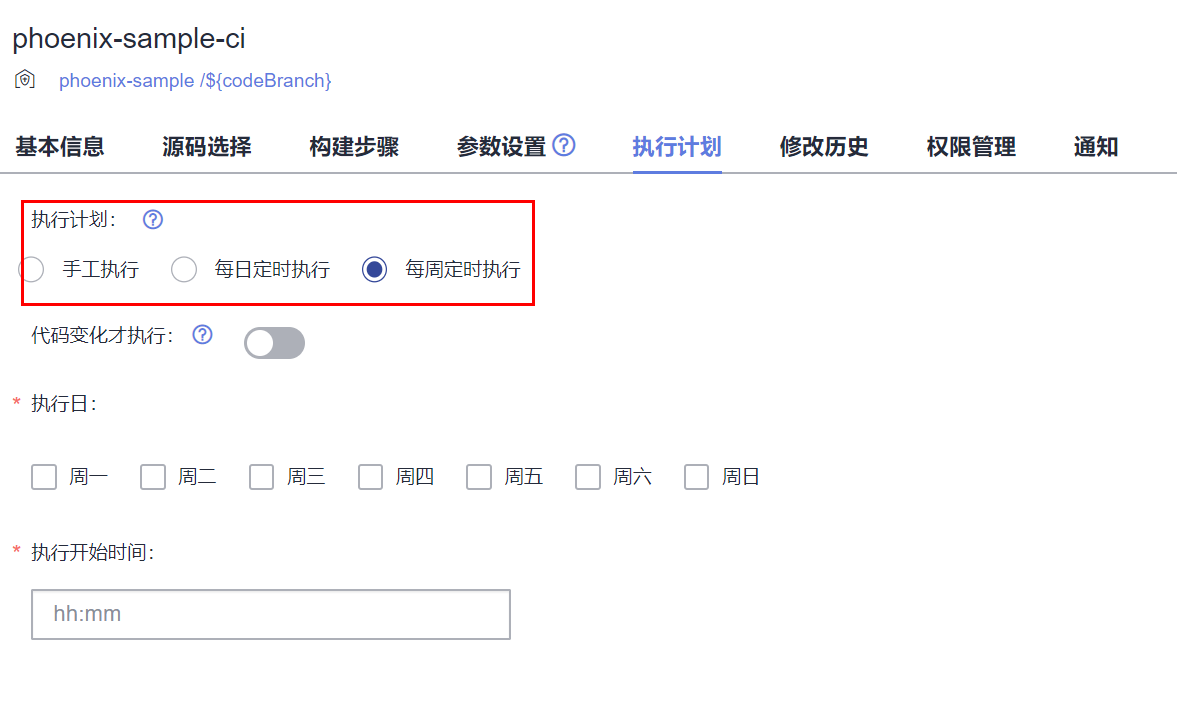 phoenix-sample-ci
phoenix-sample /${codeBranch}
基本信息 源码选择 构建步骤 参数设置 ? 执行计划 修改历史 权限管理 通知
执行计划： ?
手工执行 每日定时执行 每周定时执行
代码变化才执行： ?
* 执行日：
周一 周二 周三 周四 周五 周六 周日
* 执行开始时间：
hh:mm